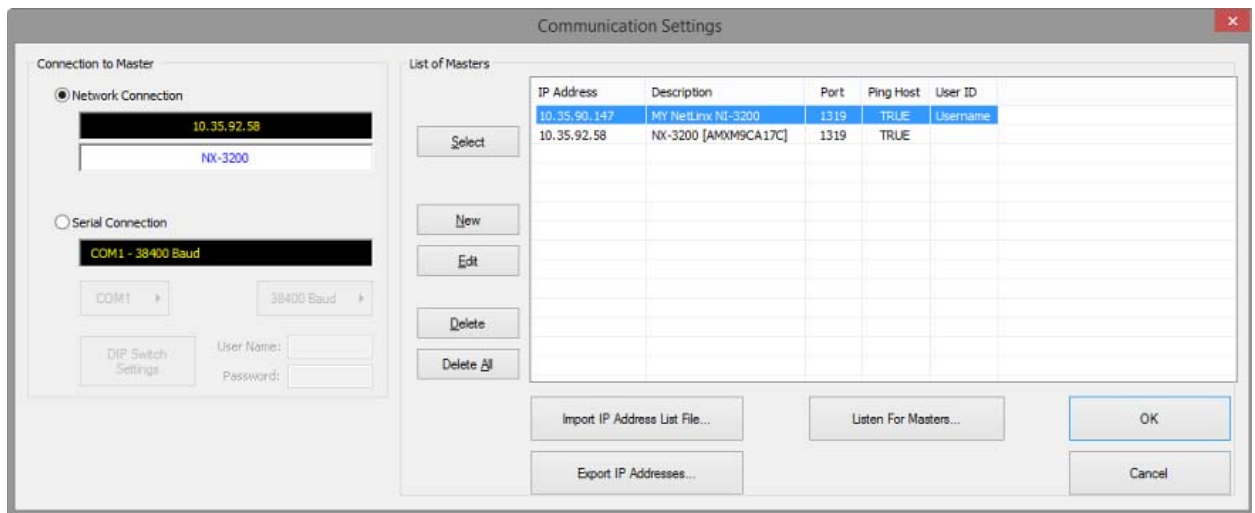 Communication Settings
Connection to Master
Network Connection
10.35.92.58
NX-3200
Serial Connection
COM1 - 38400 Baud
COM1
38400 Baud
DIP Switch
Settings
User Name:
Password:
List of Masters
Select
New
Edit
Delete
Delete All
IP Address Description Port Ping Host User ID
10.35.90.147 MY NetLinx NI-3200 1319 TRUE Username
10.35.92.58 NX-3200 [AMXM9CA17C] 1319 TRUE
Import IP Address List File...
Listen For Masters...
OK
Export IP Addresses...
Cancel